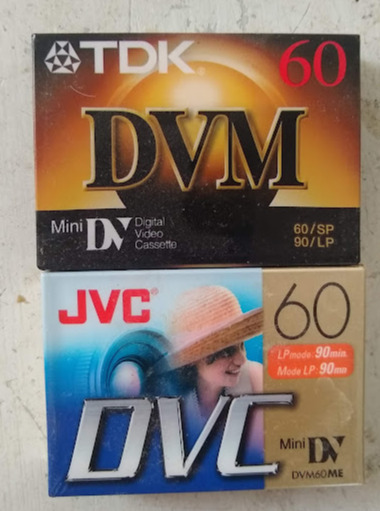 TDK 60
DVM
Mini DV Digital
Video
Cassette
60/SP
90/LP
JVC 60
LP mode: 90min.
Mode LP: 90mn
DVC
Mini DV
DVM60ME